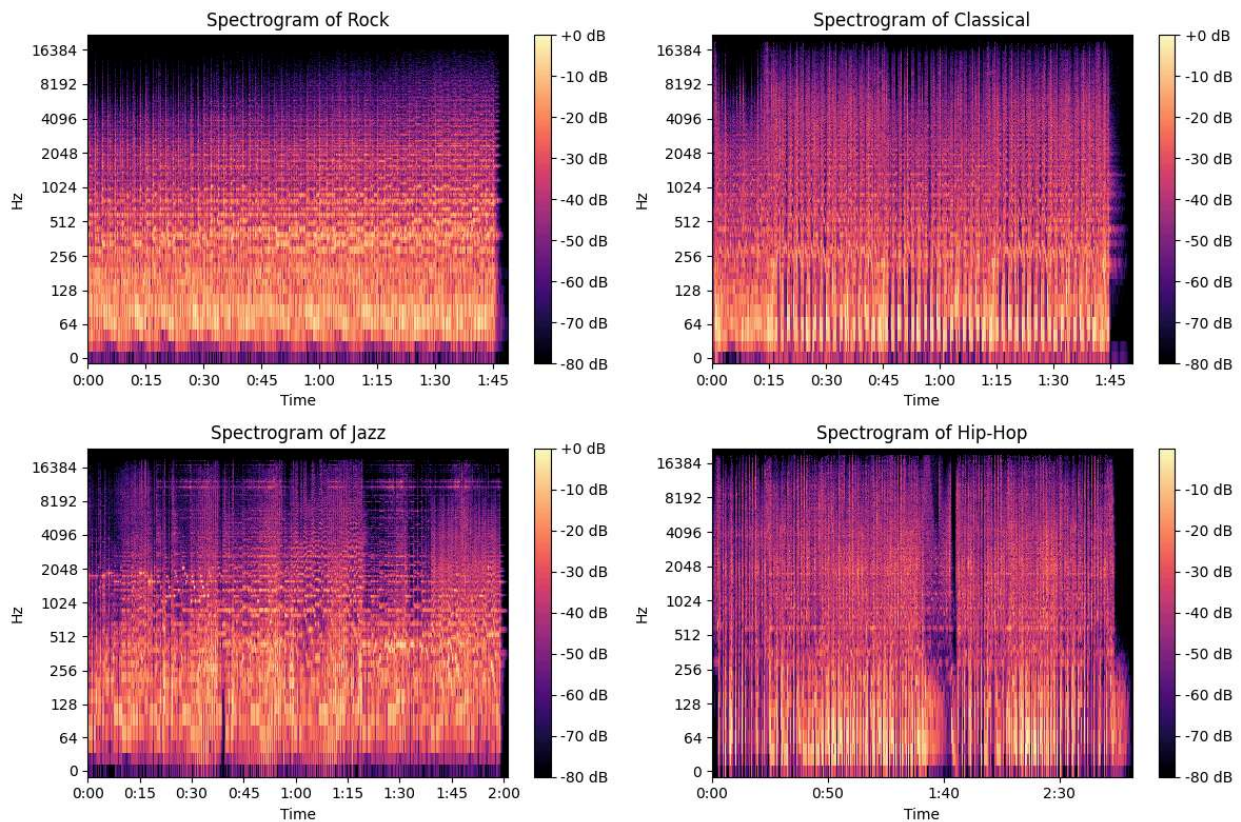 Spectrogram of Rock
+0 dB
16384
-10 dB
8192
-20 dB
4096
-30 dB
2048
1024
-40 dB
Hz
512
-50 dB
256
-60 dB
128
-70 dB
64
0
-80 dB
0:00 0:15 0:30 0:45 1:00 1:15 1:30 1:45
Time
Spectrogram of Classical
+0 dB
16384
-10 dB
8192
-20 dB
4096
-30 dB
2048
1024
-40 dB
Hz
512
-50 dB
256
-60 dB
128
-70 dB
64
0
-80 dB
0:00 0:15 0:30 0:45 1:00 1:15 1:30 1:45
Time
Spectrogram of Jazz
+0 dB
16384
-10 dB
8192
-20 dB
4096
-30 dB
2048
1024
-40 dB
Hz
512
-50 dB
256
-60 dB
128
-70 dB
64
0
-80 dB
0:00 0:15 0:30 0:45 1:00 1:15 1:30 1:45 2:00
Time
Spectrogram of Hip-Hop
16384
-10 dB
8192
-20 dB
4096
-30 dB
2048
1024
-40 dB
Hz
512
-50 dB
256
-60 dB
128
-70 dB
64
0
-80 dB
0:00 0:50 1:40 2:30
Time